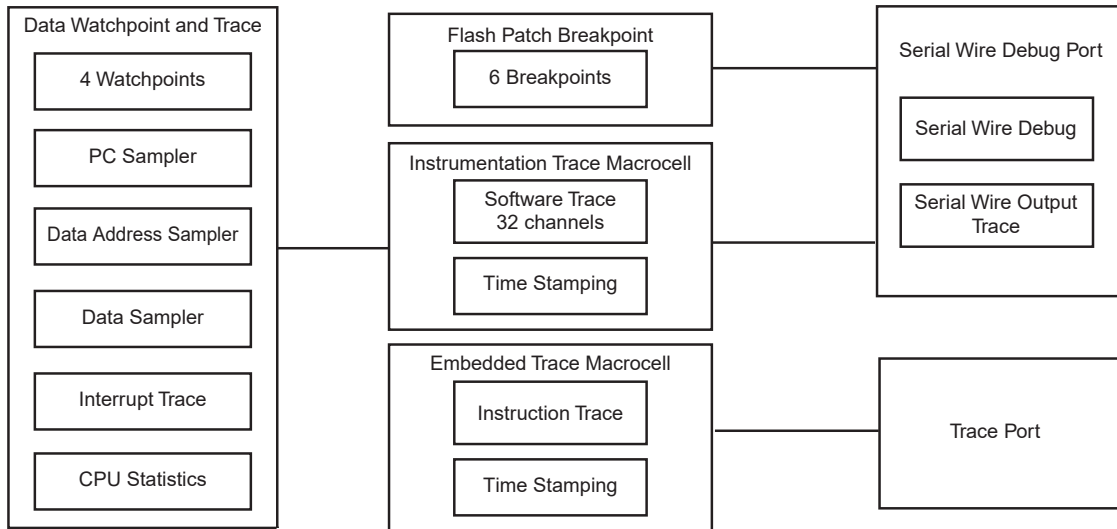 Data Watchpoint and Trace
4 Watchpoints
PC Sampler
Data Address Sampler
Data Sampler
Interrupt Trace
CPU Statistics
Flash Patch Breakpoint
6 Breakpoints
Instrumentation Trace Macrocell
Software Trace
32 channels
Time Stamping
Embedded Trace Macrocell
Instruction Trace
Time Stamping
Serial Wire Debug Port
Serial Wire Debug
Serial Wire Output
Trace
Trace Port